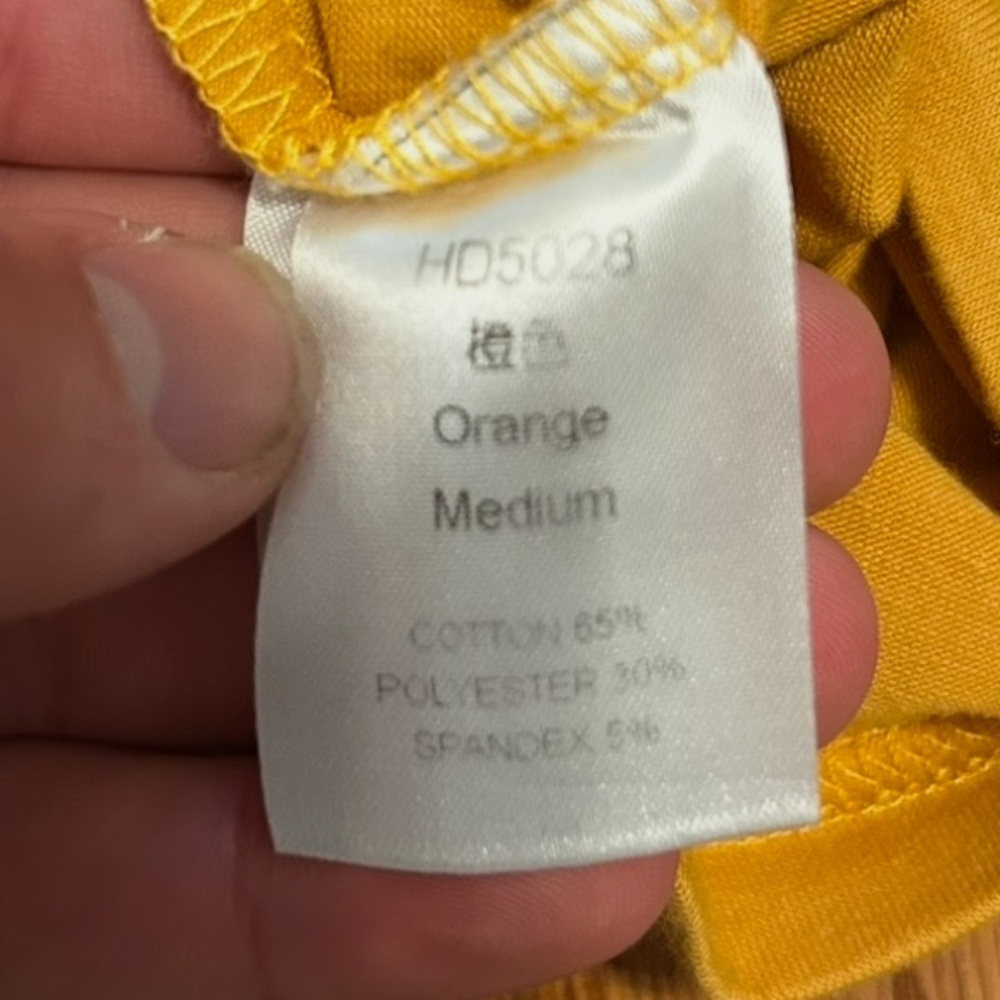 HD5028
橙色
Orange
Medium
COTTON 65%
POLYESTER 30%
SPANDEX 5%